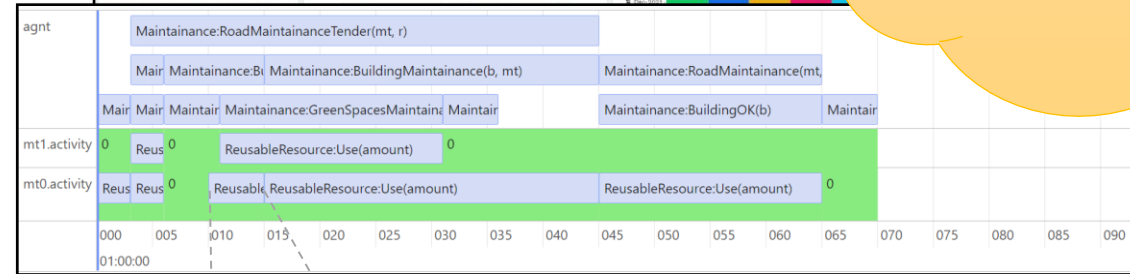 agnt
Maintainance:RoadMaintainanceTender(mt, r)
Mair Maintainance:Bu Maintainance:BuildingMaintainance(b, mt) Maintainance:RoadMaintainance(mt,
Mair Mair Maintair Maintainance:GreenSpacesMaintaina Maintair Maintainance:BuildingOK(b) Maintair
mt1.activity 0 Reus 0 ReusableResource:Use(amount) 0
mt0.activity Reus Reus 0 Reusable ReusableResource:Use(amount) ReusableResource:Use(amount) 0
000 005 010 015 020 025 030 035 040 045 050 055 060 065 070 075 080 085 090
01:00:00